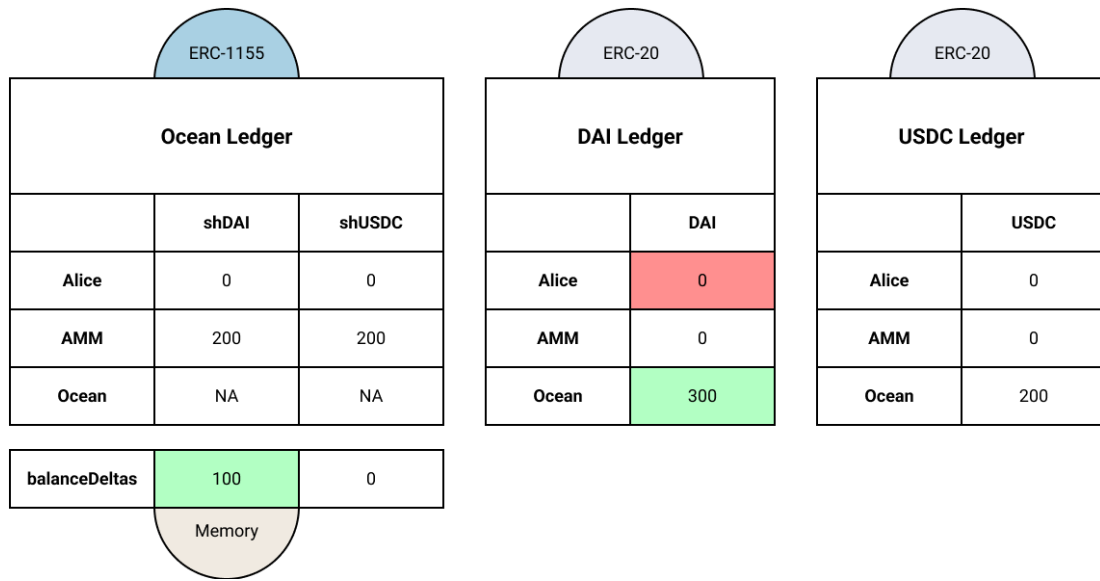 ERC-1155
ERC-20
ERC-20
Ocean Ledger
DAI Ledger
USDC Ledger
shDAI shUSDC
DAI
USDC
Alice 0 0
Alice 0
Alice 0
AMM 200 200
AMM 0
AMM 0
Ocean NA NA
Ocean 300
Ocean 200
balanceDeltas 100 0
Memory